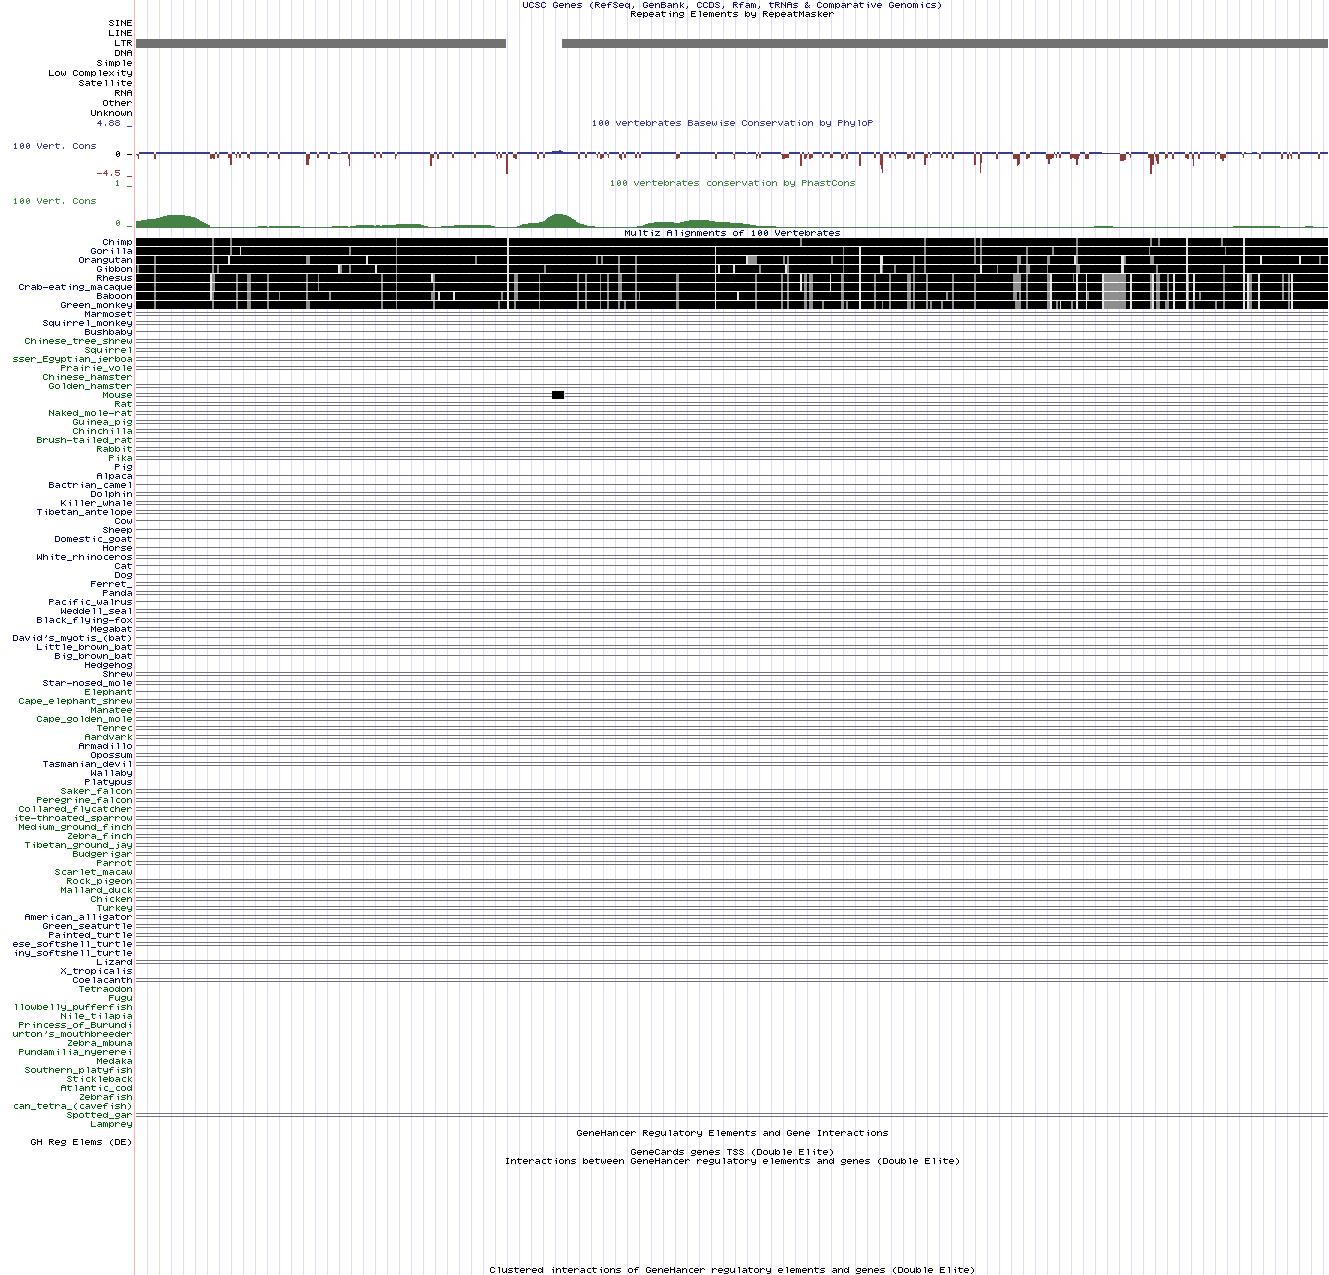 UCSC Genes (RefSeq, GenBank, CCDS, Rfam, tRNAs & Comparative Genomics)
Repeating Elements by RepeatMasker
SINE
LINE
LTR
DNA
Simple
Low Complexity
Satellite
RNA
Other
Unknown
4.88 _
100 vertebrates Basewise Conservation by PhyloP
100 Vert. Cons
0 -
-4.5 _
100 vertebrates conservation by PhastCons
1 _
100 Vert. Cons
0 _
Multiz Alignments of 100 Vertebrates
Chimp
Gorilla
Orangutan
Gibbon
Rhesus
Crab-eating_macaque
Baboon
Green_monkey
Marmoset
Squirrel_monkey
Bushbaby
Chinese_tree_shrew
Squirrel
sser_Egyptian_jerboa
Prairie_vole
Chinese_hamster
Golden_hamster
Mouse
Rat
Naked_mole-rat
Guinea_pig
Chinchilla
Brush-tailed_rat
Rabbit
Pika
Pig
Alpaca
Bactrian_camel
Dolphin
Killer_whale
Tibetan_antelope
Cow
Sheep
Domestic_goat
Horse
White_rhinoceros
Cat
Dog
Ferret_
Panda
Pacific_walrus
Weddell_seal
Black_flying-fox
Megabat
David's_myotis_(bat)
Little_brown_bat
Big_brown_bat
Hedgehog
Shrew
Star-nosed_mole
Elephant
Cape_elephant_shrew
Manatee
Cape_golden_mole
Tenrec
Aardvark
Armadillo
Opossum
Tasmanian_devil
Wallaby
Platypus
Saker_falcon
Peregrine_falcon
Collared_flycatcher
ite-throated_sparrow
Medium_ground_finch
Zebra_finch
Tibetan_ground_jay
Budgerigar
Parrot
Scarlet_macaw
Rock_pigeon
Mallard_duck
Chicken
Turkey
American_alligator
Green_seaturtle
Painted_turtle
ese_softshell_turtle
iny_softshell_turtle
Lizard
X_tropicalis
Coelacanth
Tetraodon
Fugu
llowbelly_pufferfish
Nile_tilapia
Princess_of_Burundi
urton's_mouthbreeder
Zebra_mbuna
Pundamilia_nyererei
Medaka
Southern_platyfish
Stickleback
Atlantic_cod
Zebrafish
can_tetra_(cavefish)
Spotted_gar
Lamprey
GeneHancer Regulatory Elements and Gene Interactions
GH Reg Elems (DE)
GeneCards genes TSS (Double Elite)
Interactions between GeneHancer regulatory elements and genes (Double Elite)
Clustered interactions of GeneHancer regulatory elements and genes (Double Elite)